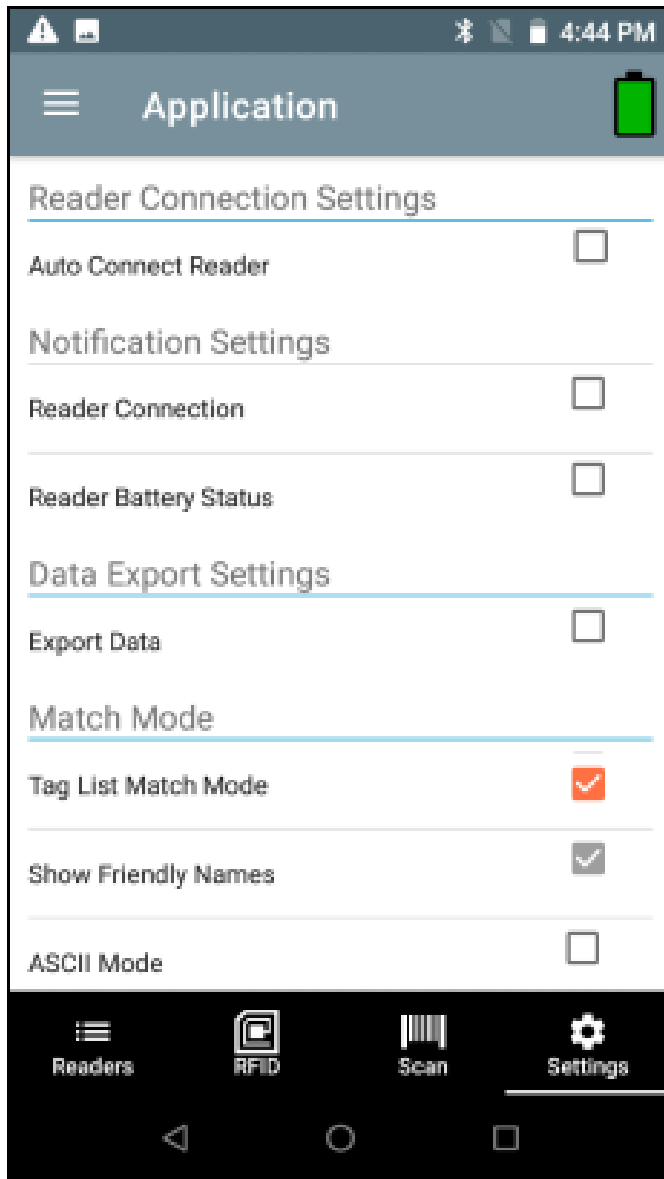 4:44 PM
Application
Reader Connection Settings
Auto Connect Reader
Notification Settings
Reader Connection
Reader Battery Status
Data Export Settings
Export Data
Match Mode
Tag List Match Mode
Show Friendly Names
ASCII Mode
Readers RFID Scan Settings